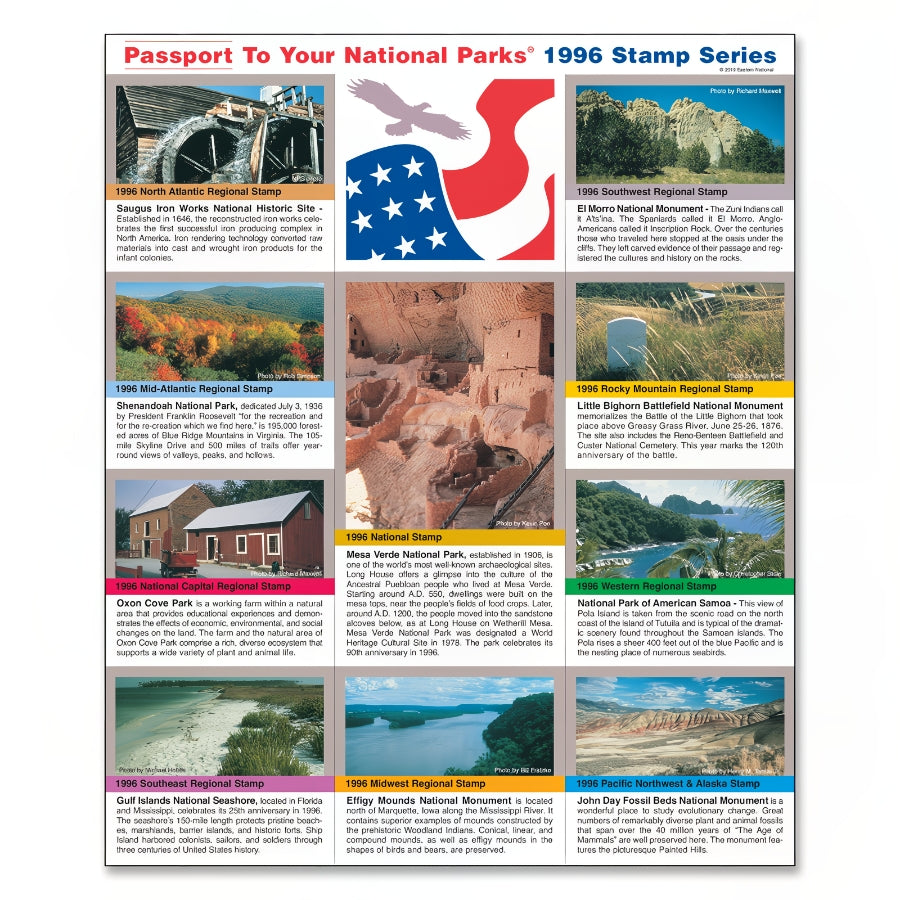 Passport To Your National Parks® 1996 Stamp Series
© 2019 Eastern National
NPS photo
1996 North Atlantic Regional Stamp
Saugus Iron Works National Historic Site -
Established in 1646, the reconstructed iron works cele-
brates the first successful iron producing complex in
North America. Iron rendering technology converted raw
materials into cast and wrought iron products for the
infant colonies.
Photo by Richard Maxwell
1996 Southwest Regional Stamp
El Morro National Monument - The Zuni Indians call
it A'ts'ina. The Spaniards called it El Morro. Anglo-
Americans called it Inscription Rock. Over the centuries
those who traveled here stopped at the oasis under the
cliffs. They left carved evidence of their passage and reg-
istered the cultures and history on the rocks.
Photo by Rob Simpson
1996 Mid-Atlantic Regional Stamp
Shenandoah National Park, dedicated July 3, 1936
by President Franklin Roosevelt "for the recreation and
for the re-creation which we find here," is 195,000 forest-
ed acres of Blue Ridge Mountains in Virginia. The 105-
mile Skyline Drive and 500 miles of trails offer year-
round views of valleys, peaks, and hollows.
Photo by Kevin Poe
1996 National Stamp
Mesa Verde National Park, established in 1906, is
one of the world's most well-known archaeological sites.
Long House offers a glimpse into the culture of the
Ancestral Puebloan people who lived at Mesa Verde.
Starting around A.D. 550, dwellings were built on the
mesa tops, near the people's fields of food crops. Later,
around A.D. 1200, the people moved into the sandstone
alcoves below, as at Long House on Wetherill Mesa.
Mesa Verde National Park was designated a World
Heritage Cultural Site in 1978. The park celebrates its
90th anniversary in 1996.
Photo by Kevin Poe
1996 Rocky Mountain Regional Stamp
Little Bighorn Battlefield National Monument
memorializes the Battle of the Little Bighorn that took
place above Greasy Grass River, June 25-26, 1876.
The site also includes the Reno-Benteen Battlefield and
Custer National Cemetery. This year marks the 120th
anniversary of the battle.
Photo by Richard Maxwell
1996 National Capital Regional Stamp
Oxon Cove Park is a working farm within a natural
area that provides educational experiences and demon-
strates the effects of economic, environmental, and social
changes on the land. The farm and the natural area of
Oxon Cove Park comprise a rich, diverse ecosystem that
supports a wide variety of plant and animal life.
Photo by Christopher
1996 Western Regional Stamp
National Park of American Samoa - This view of
Pola Island is taken from the scenic road on the north
coast of the island of Tutuila and is typical of the dramat-
ic scenery found throughout the Samoan Islands. The
Pola rises a sheer 400 feet out of the blue Pacific and is
the nesting place of numerous seabirds.
Photo by Michael
1996 Southeast Regional Stamp
Gulf Islands National Seashore, located in Florida
and Mississippi, celebrates its 25th anniversary in 1996.
The seashore's 150-mile length protects pristine beach-
es, marshlands, barrier islands, and historic forts. Ship
Island harbored colonists, sailors, and soldiers through
three centuries of United States history.
Photo by Bill
1996 Midwest Regional Stamp
Effigy Mounds National Monument is located
north of Marquette, Iowa along the Mississippi River. It
contains superior examples of mounds constructed by
the prehistoric Woodland Indians. Conical, linear, and
compound mounds, as well as effigy mounds in the
shapes of birds and bears, are preserved.
Photo by
1996 Pacific Northwest & Alaska Stamp
John Day Fossil Beds National Monument is a
wonderful place to study evolutionary change. Great
numbers of remarkably diverse plant and animal fossils
that span over the 40 million years of "The Age of
Mammals" are well preserved here. The monument fea-
tures the picturesque Painted Hills.